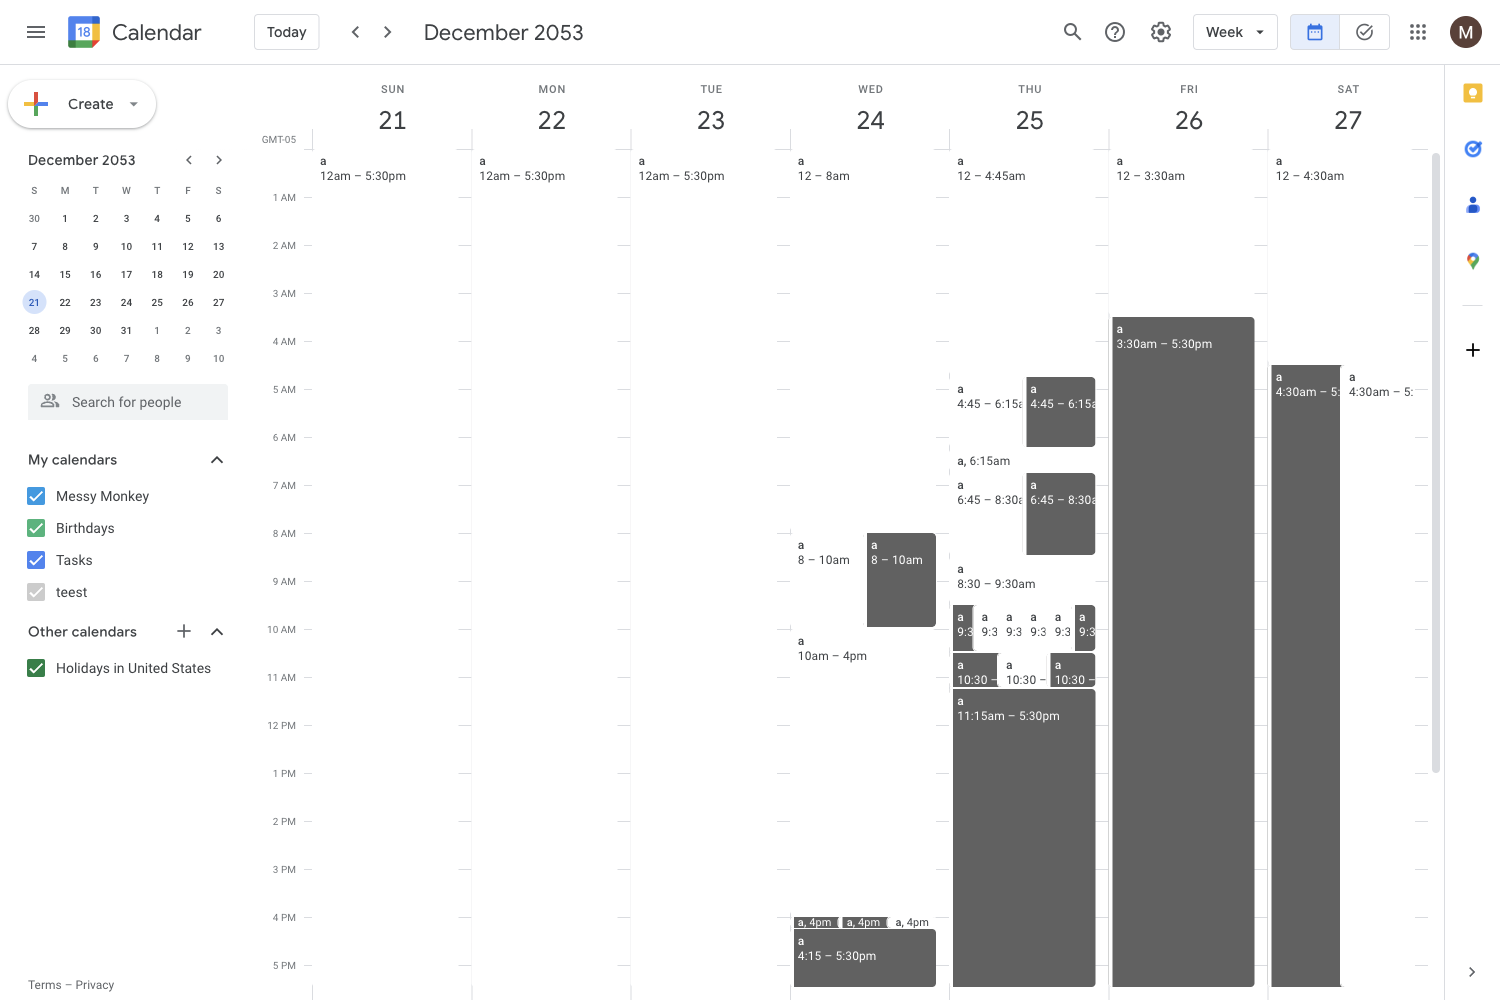 18 Calendar Today December 2053 Week M
Create
GMT-05
SUN MON TUE WED THU FRI SAT
21 22 23 24 25 26 27
December 2053
S M T W T F S
30 1 2 3 4 5 6
7 8 9 10 11 12 13
14 15 16 17 18 19 20
21 22 23 24 25 26 27
28 29 30 31 1 2 3
4 5 6 7 8 9 10
Search for people
My calendars
Messy Monkey
Birthdays
Tasks
teest
Other calendars
Holidays in United States
Terms – Privacy
1 AM
2 AM
3 AM
4 AM
5 AM
6 AM
7 AM
8 AM
9 AM
10 AM
11 AM
12 PM
1 PM
2 PM
3 PM
4 PM
5 PM
a
12am – 5:30pm
a
12am – 5:30pm
a
12am – 5:30pm
a
12 – 8am
a
8 – 10am
a
8 – 10am
a
10am – 4pm
a, 4pm
a, 4pm
a, 4pm
a
4:15 – 5:30pm
a
12 – 4:45am
a
4:45 – 6:15a
a
4:45 – 6:15a
a, 6:15am
a
6:45 – 8:30a
a
6:45 – 8:30a
a
8:30 – 9:30am
a
9:3
a
9:3
a
9:3
a
9:3
a
9:3
a
9:3
a
10:30 –
a
10:30 –
a
10:30 –
a
11:15am – 5:30pm
a
12 – 3:30am
a
3:30am – 5:30pm
a
12 – 4:30am
a
4:30am – 5:
a
4:30am – 5: